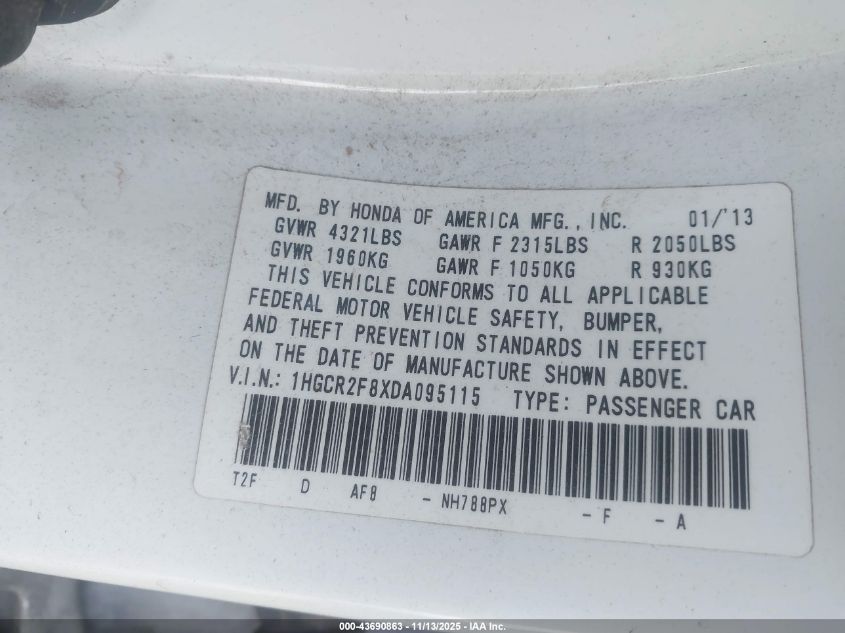 MFD. BY HONDA OF AMERICA MFG., INC. 01/'13
GVWR 4321LBS GAWR F 2315LBS R 2050LBS
GVWR 1960KG GAWR F 1050KG R 930KG
THIS VEHICLE CONFORMS TO ALL APPLICABLE
FEDERAL MOTOR VEHICLE SAFETY, BUMPER,
AND THEFT PREVENTION STANDARDS IN EFFECT
ON THE DATE OF MANUFACTURE SHOWN ABOVE.
V.I.N.: 1HGCR2F8XDA095115 TYPE: PASSENGER CAR
T2F D AF8 - NH788PX - F - A
000-43690863 - 11/13/2025 - IAA Inc.